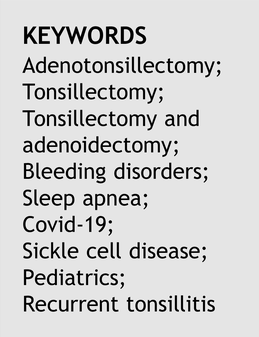 KEYWORDS
Adenotonsillectomy;
Tonsillectomy;
Tonsillectomy and
adenoidectomy;
Bleeding disorders;
Sleep apnea;
Covid-19;
Sickle cell disease;
Pediatrics;
Recurrent tonsillitis